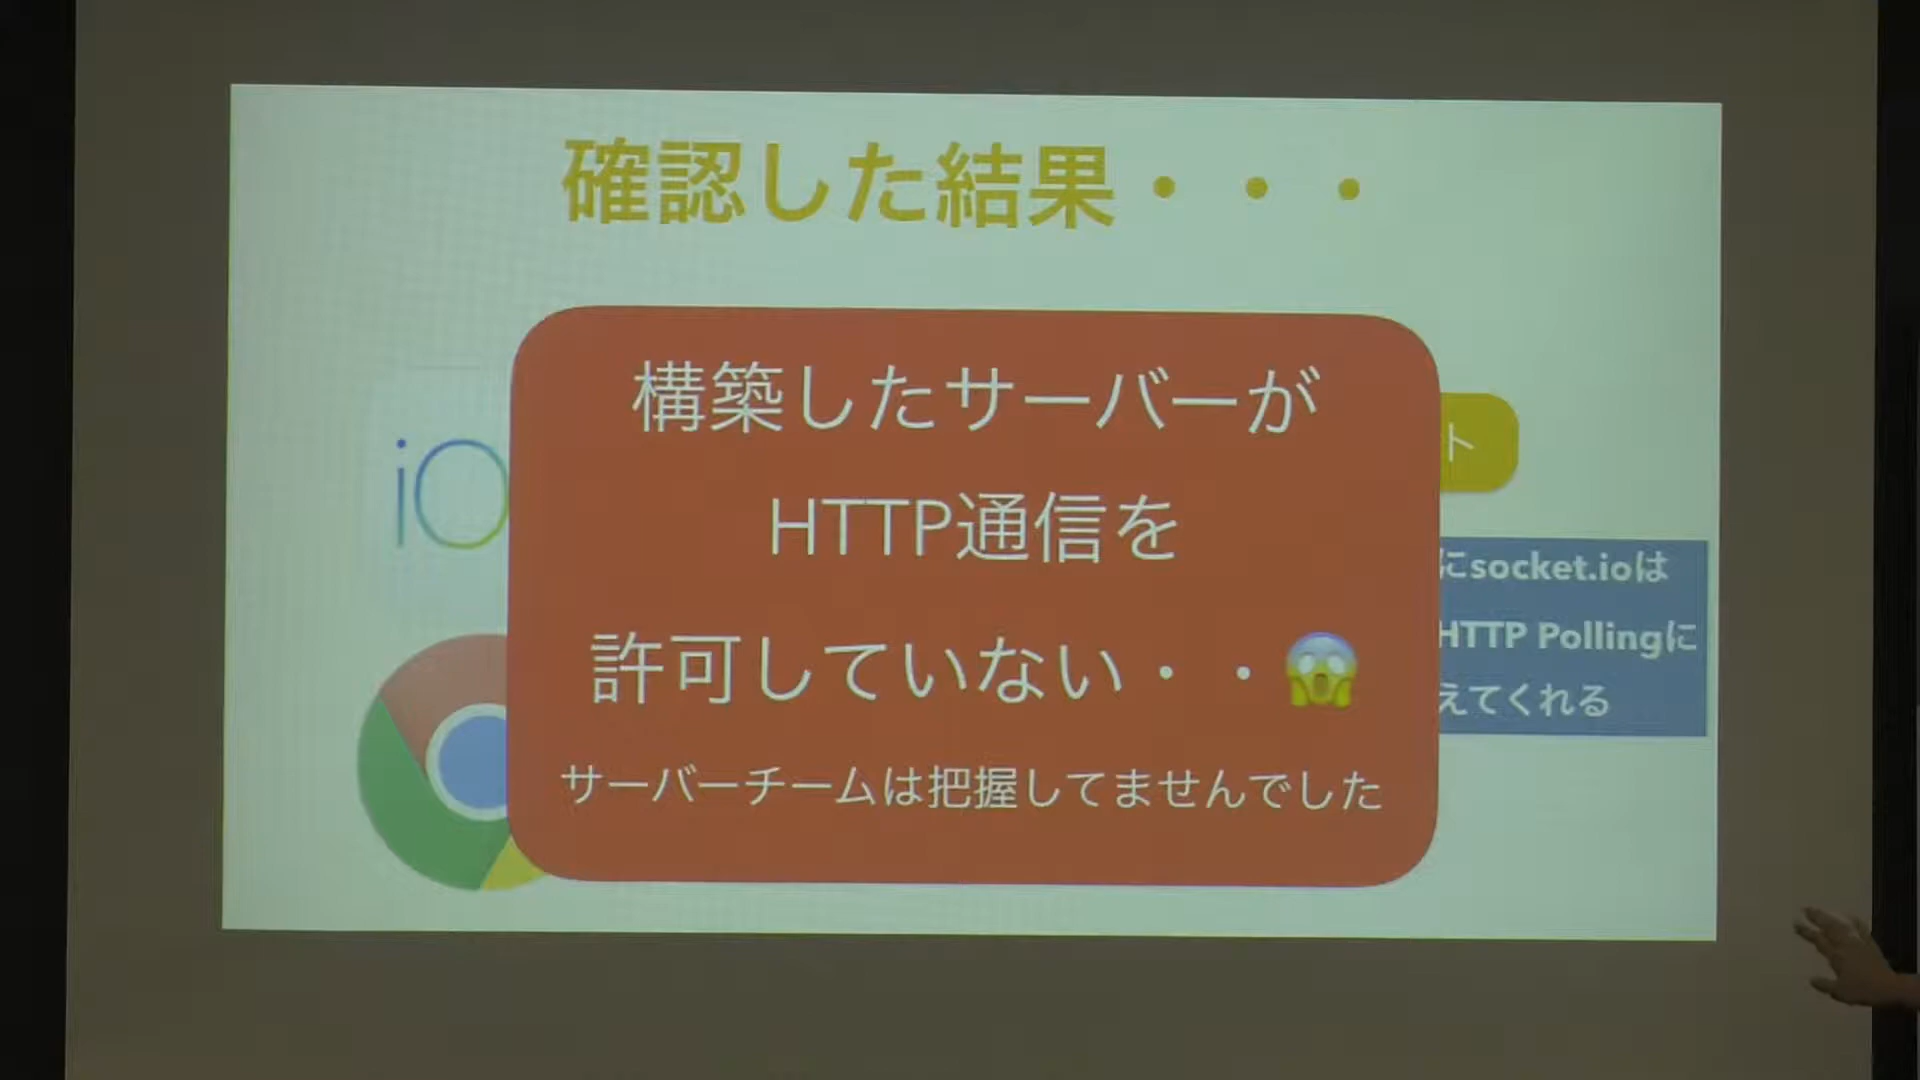 確認した結果・・・
構築したサーバーが
HTTP通信を
許可していない・・😱
サーバーチームは把握してませんでした
iO
ト
にsocket.ioは
HTTP Pollingに
えてくれる